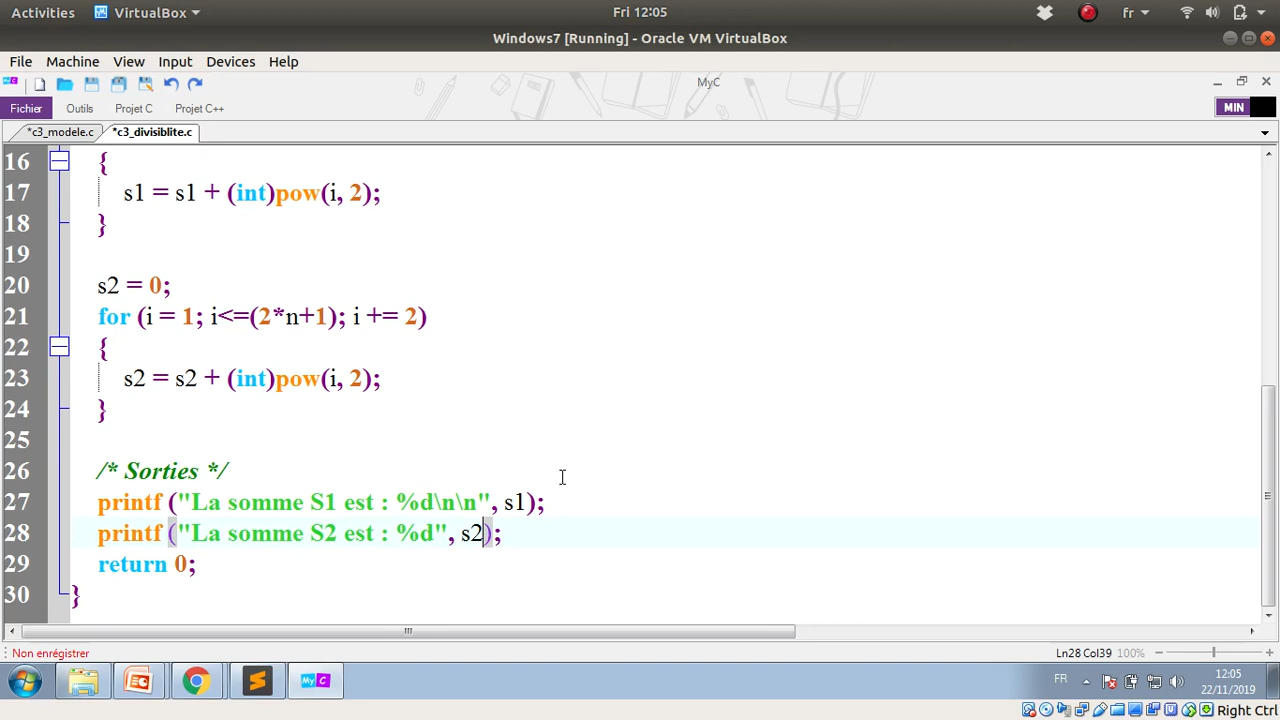 Activities VirtualBox Fri 12:05 fr
Windows7 [Running] - Oracle VM VirtualBox
File Machine View Input Devices Help
MyC
Fichier Outils Projet C Projet C++ MIN
*c3_modele.c *c3_divisiblite.c
16 {
17 s1 = s1 + (int)pow(i, 2);
18 }
19
20 s2 = 0;
21 for (i = 1; i<=(2*n+1); i += 2)
22 {
23 s2 = s2 + (int)pow(i, 2);
24 }
25
26 /* Sorties */
27 printf ("La somme S1 est : %d\n\n", s1);
28 printf ("La somme S2 est : %d", s2);
29 return 0;
30 }
Non enregistrer Ln28 Col39 100%
My C FR 12:05
22/11/2019
Right Ctrl